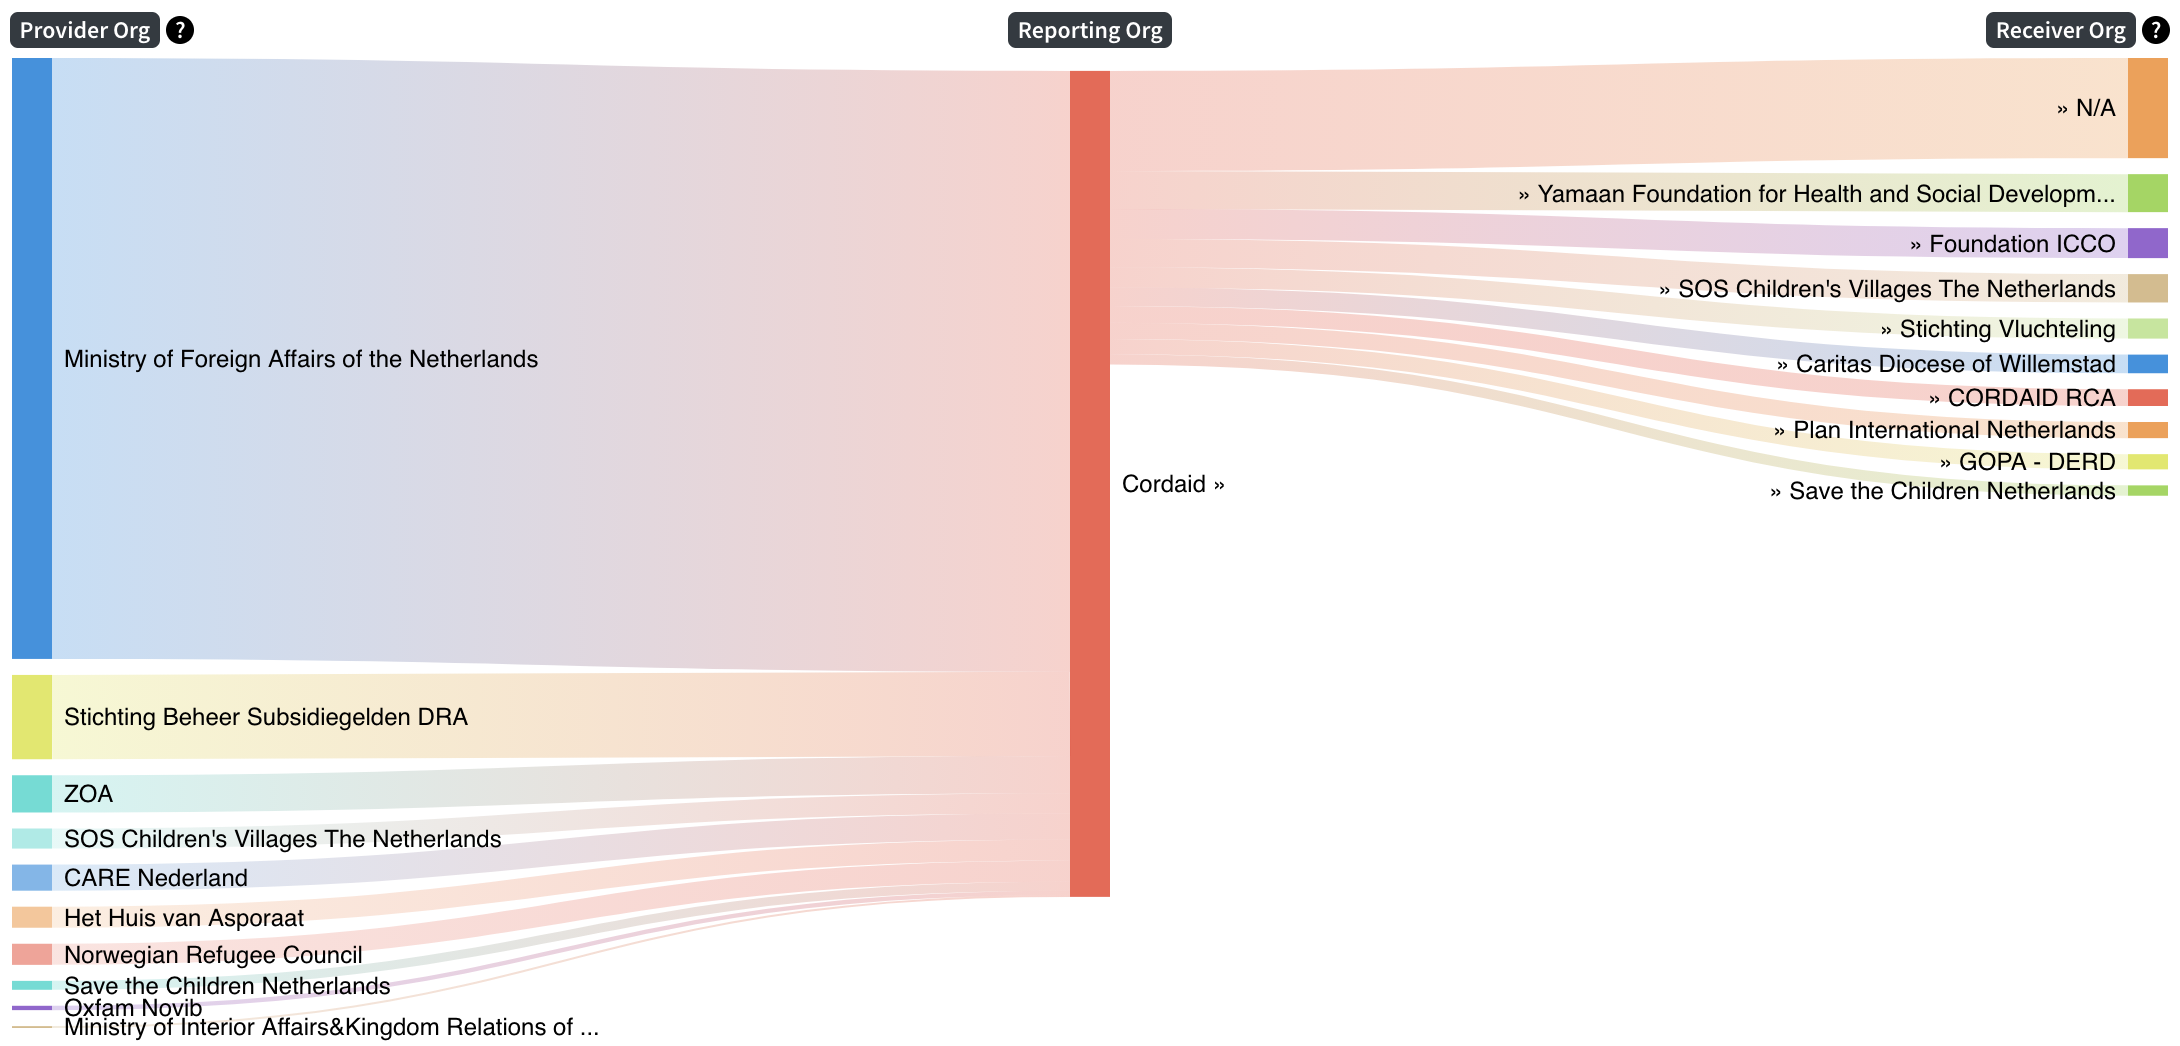 Provider Org ?
Reporting Org
Receiver Org ?
Ministry of Foreign Affairs of the Netherlands
Stichting Beheer Subsidiegelden DRA
ZOA
SOS Children's Villages The Netherlands
CARE Nederland
Het Huis van Asporaat
Norwegian Refugee Council
Save the Children Netherlands
Oxfam Novib
Ministry of Interior Affairs&Kingdom Relations of ...
Cordaid »
» N/A
» Yamaan Foundation for Health and Social Developm...
» Foundation ICCO
» SOS Children's Villages The Netherlands
» Stichting Vluchteling
» Caritas Diocese of Willemstad
» CORDAID RCA
» Plan International Netherlands
» GOPA - DERD
» Save the Children Netherlands